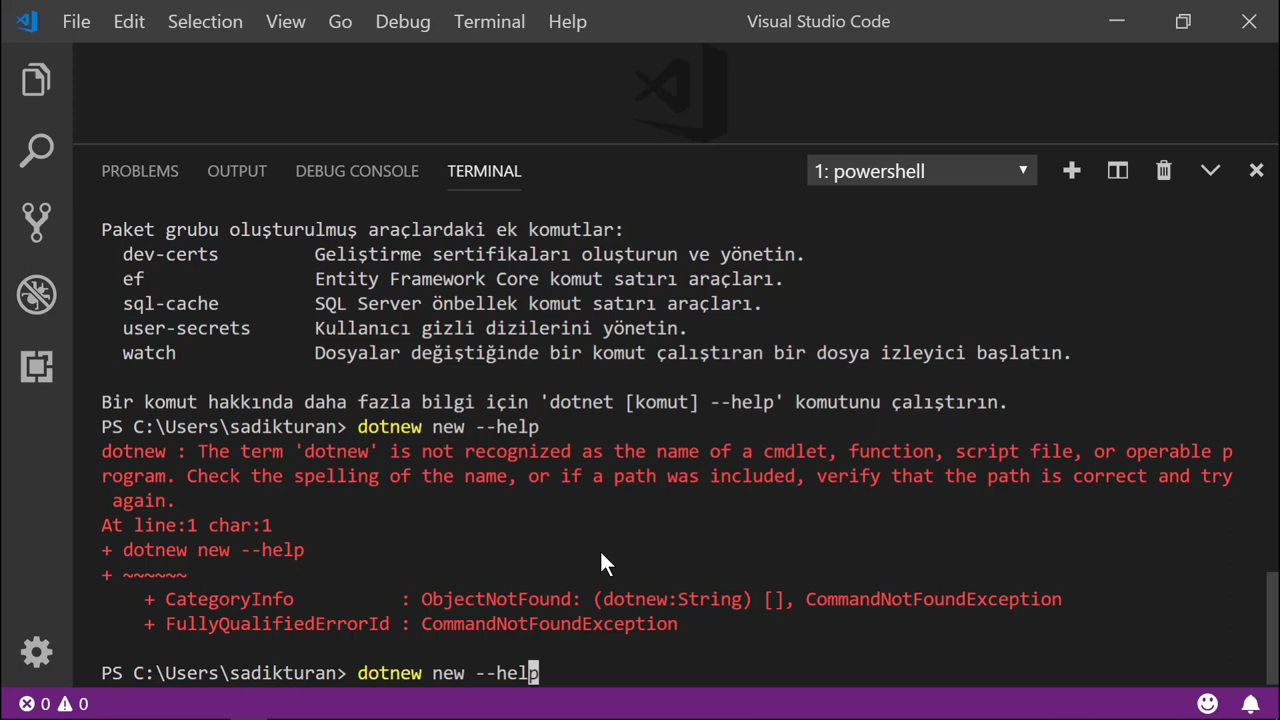 File Edit Selection View Go Debug Terminal Help Visual Studio Code
PROBLEMS OUTPUT DEBUG CONSOLE TERMINAL 1: powershell
Paket grubu oluşturulmuş araçlardaki ek komutlar:
dev-certs Geliştirme sertifikaları oluşturun ve yönetin.
ef Entity Framework Core komut satırı araçları.
sql-cache SQL Server önbellek komut satırı araçları.
user-secrets Kullanıcı gizli dizilerini yönetin.
watch Dosyalar değiştiğinde bir komut çalıştıran bir dosya izleyici başlatın.
Bir komut hakkında daha fazla bilgi için 'dotnet [komut] --help' komutunu çalıştırın.
PS C:\Users\sadikturan> dotnew new --help
dotnew : The term 'dotnew' is not recognized as the name of a cmdlet, function, script file, or operable p
rogram. Check the spelling of the name, or if a path was included, verify that the path is correct and try
again.
At line:1 char:1
+ dotnew new --help
+ ~~~~~~
+ CategoryInfo : ObjectNotFound: (dotnew:String) [], CommandNotFoundException
+ FullyQualifiedErrorId : CommandNotFoundException
PS C:\Users\sadikturan> dotnew new --help
0 0